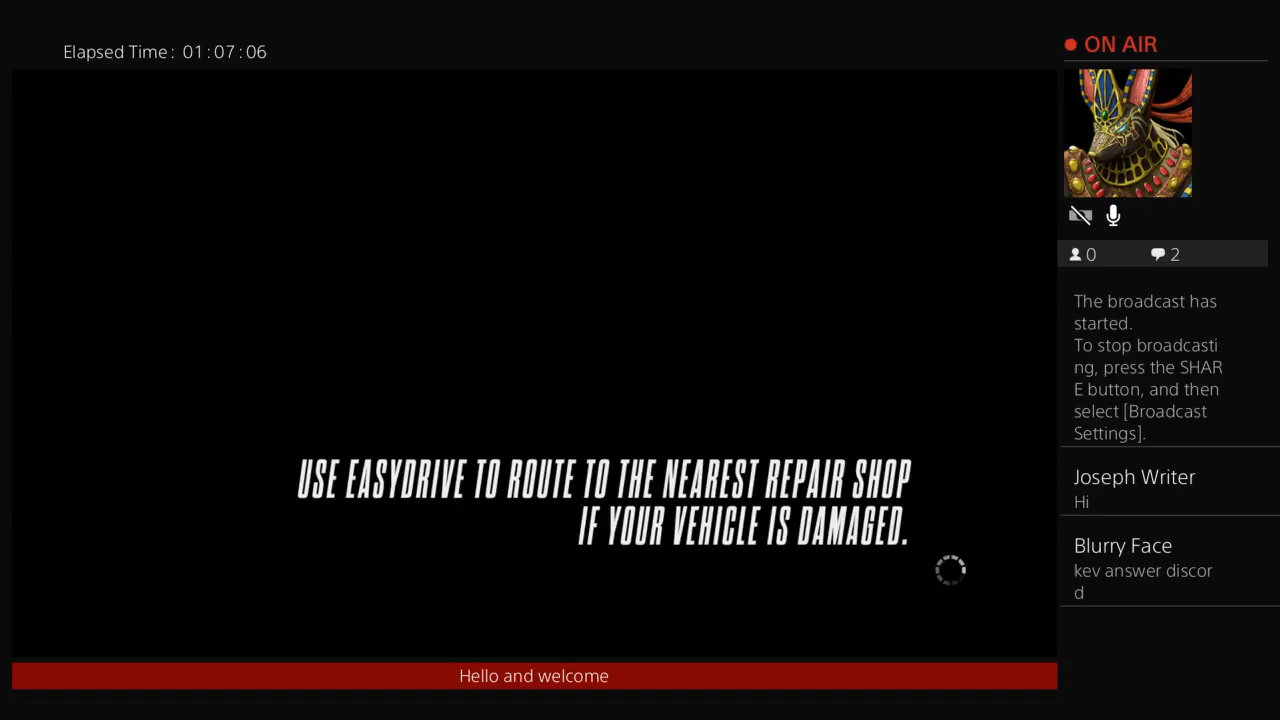 Elapsed Time: 01:07:06
ON AIR
0 2
The broadcast has
started.
To stop broadcasti
ng, press the SHAR
E button, and then
select [Broadcast
Settings].
Joseph Writer
Hi
Blurry Face
kev answer discor
d
USE EASYDRIVE TO ROUTE TO THE NEAREST REPAIR SHOP
IF YOUR VEHICLE IS DAMAGED.
Hello and welcome